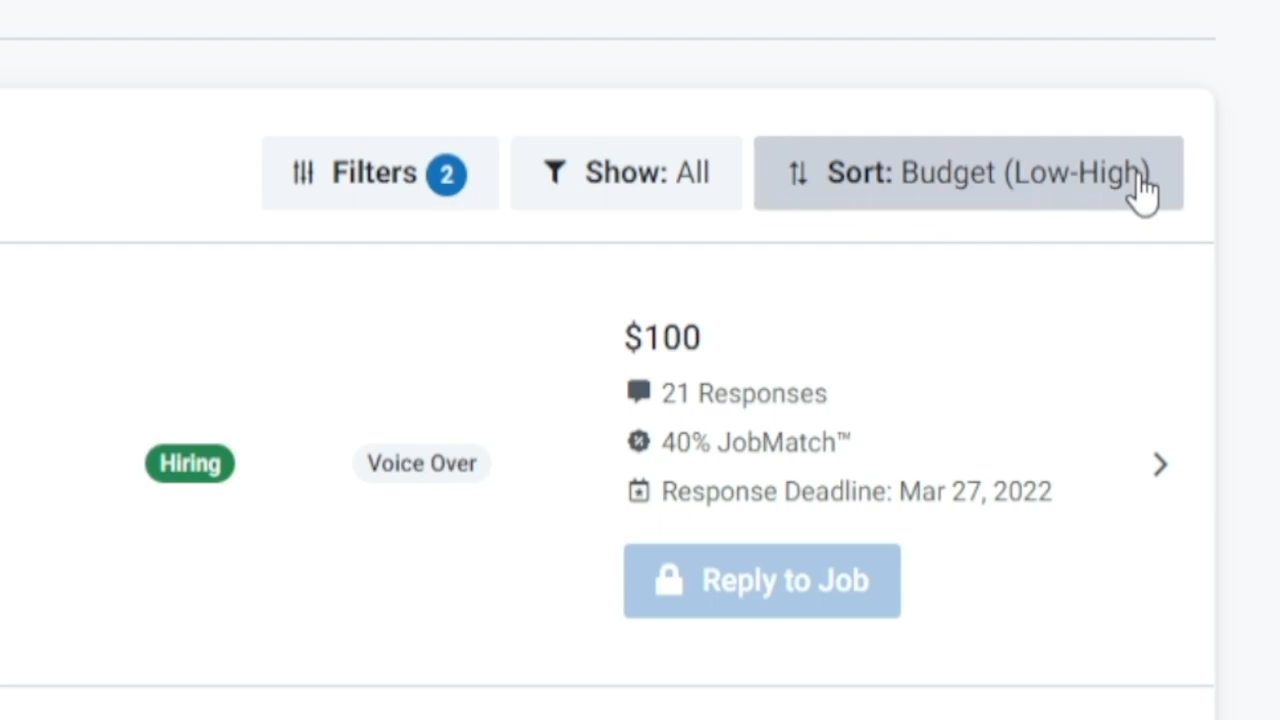 Filters 2 Show: All Sort: Budget (Low-High)
$100
21 Responses
40% JobMatch™
Hiring Voice Over
Response Deadline: Mar 27, 2022
Reply to Job